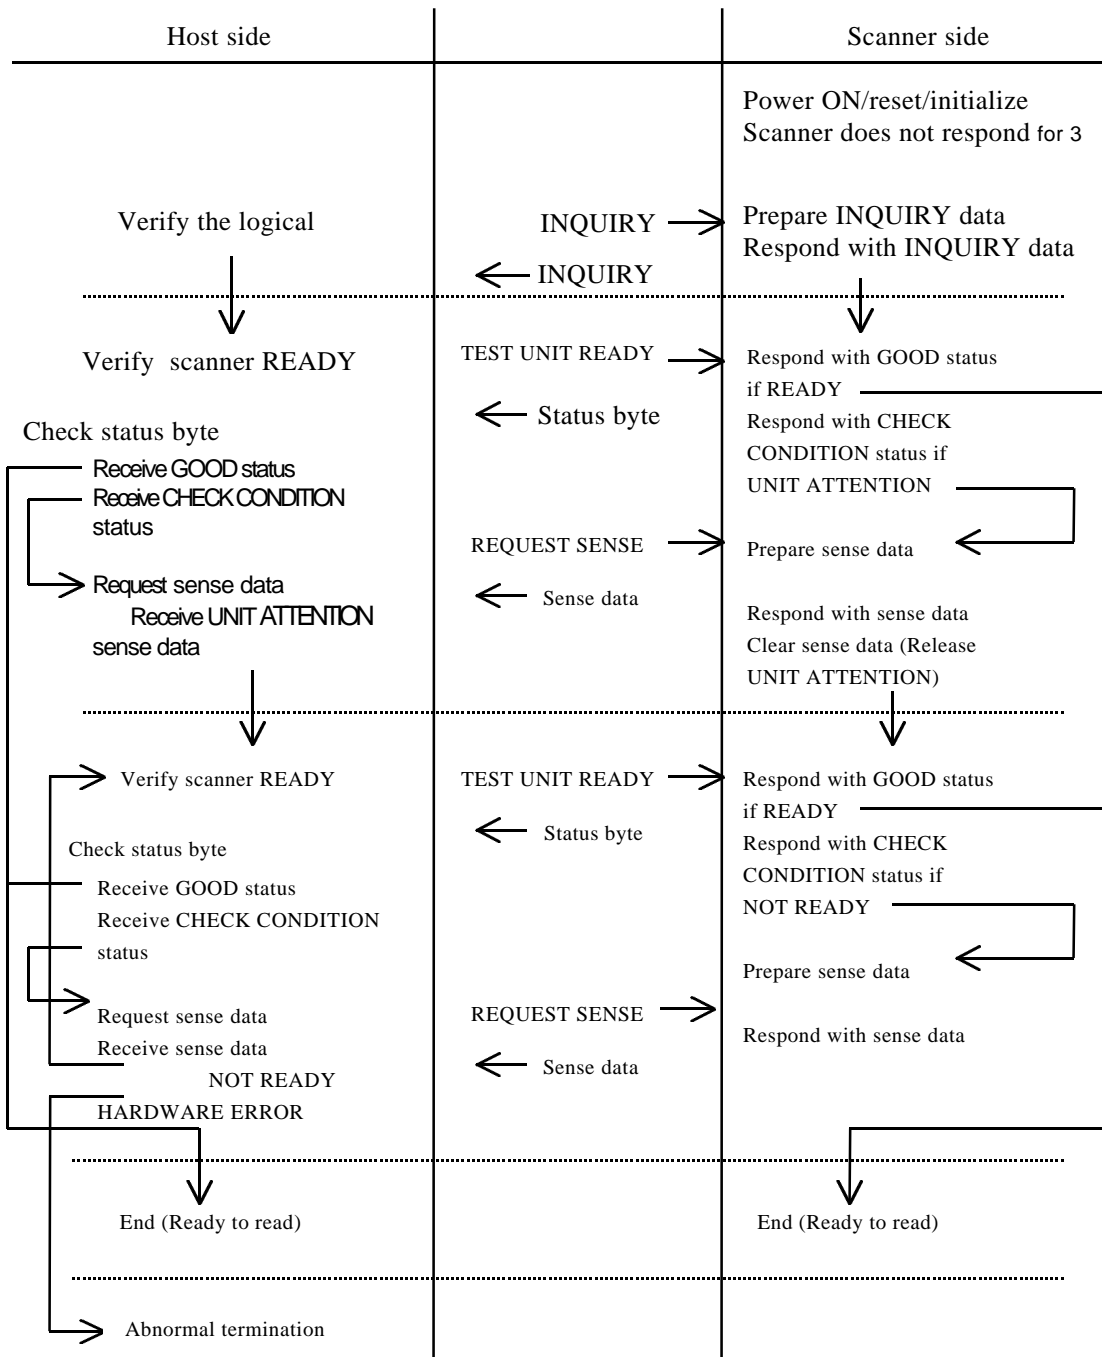 Host side
Scanner side
Power ON/reset/initialize
Scanner does not respond for 3
Verify the logical
INQUIRY
Prepare INQUIRY data
Respond with INQUIRY data
INQUIRY
Verify scanner READY
TEST UNIT READY
Respond with GOOD status
if READY
Status byte
Respond with CHECK
CONDITION status if
UNIT ATTENTION
Check status byte
Receive GOOD status
Receive CHECK CONDITION
status
REQUEST SENSE
Prepare sense data
Request sense data
Receive UNIT ATTENTION
sense data
Sense data
Respond with sense data
Clear sense data (Release
UNIT ATTENTION)
Verify scanner READY
TEST UNIT READY
Respond with GOOD status
if READY
Status byte
Respond with CHECK
CONDITION status if
NOT READY
Check status byte
Receive GOOD status
Receive CHECK CONDITION
status
Prepare sense data
Request sense data
Receive sense data
NOT READY
HARDWARE ERROR
REQUEST SENSE
Respond with sense data
Sense data
End (Ready to read)
End (Ready to read)
Abnormal termination